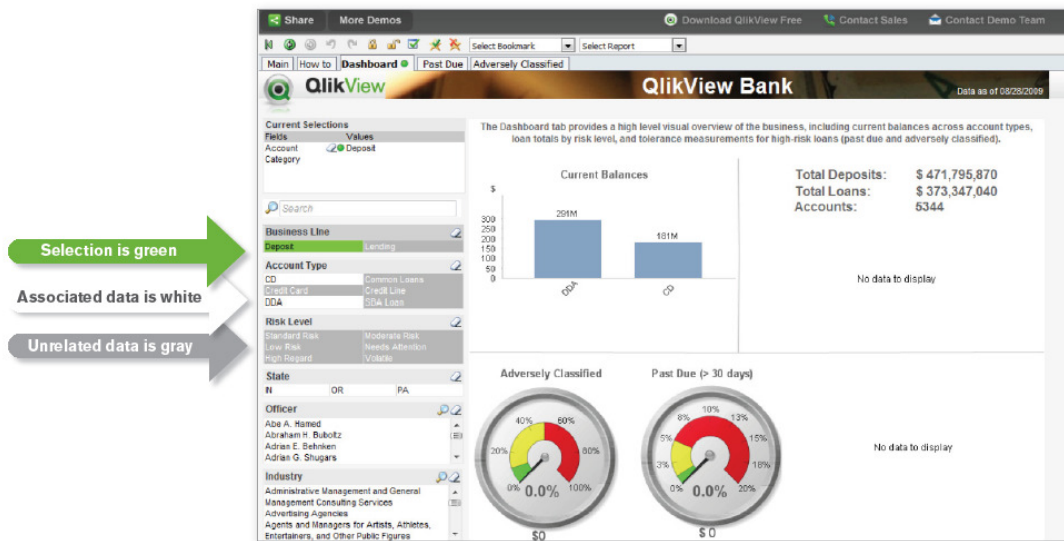 Share More Demos Download QlikView Free Contact Sales Contact Demo Team
Select Bookmark Select Report
Main How to Dashboard Past Due Adversely Classified
QlikView QlikView Bank Data as of 08/28/2009
Current Selections
Fields Values
Account Deposit
Category
Search
Business Line
Deposit Lending
Account Type
CD Common Loans
Credit Card Credit Line
DDA SBA Loan
Risk Level
Standard Risk Moderate Risk
Low Risk Needs Attention
High Regard Volatile
State
IN OR PA
Officer
Abe A. Hamed
Abraham H. Buboltz
Adrian E. Behnken
Adrian G. Shugars
Industry
Administrative Management and General
Management Consulting Services
Advertising Agencies
Agents and Managers for Artists, Athletes,
Entertainers, and Other Public Figures
Selection is green
Associated data is white
Unrelated data is gray
The Dashboard tab provides a high level visual overview of the business, including current balances across account types,
loan totals by risk level, and tolerance measurements for high-risk loans (past due and adversely classified).
Current Balances
$
300
250
200
150
100
50
0
291M
181M
DDA
CD
Total Deposits: $ 471,795,870
Total Loans: $ 373,347,040
Accounts: 5344
No data to display
Adversely Classified
0%
20%
40%
60%
80%
100%
0.0%
$0
Past Due (> 30 days)
0%
3%
5%
8%
10%
13%
15%
18%
20%
0.0%
$ 0
No data to display